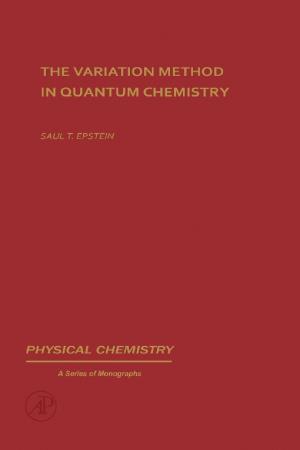 THE VARIATION METHOD
IN QUANTUM CHEMISTRY
SAUL T. EPSTEIN
PHYSICAL CHEMISTRY
A Series of Monographs
AP